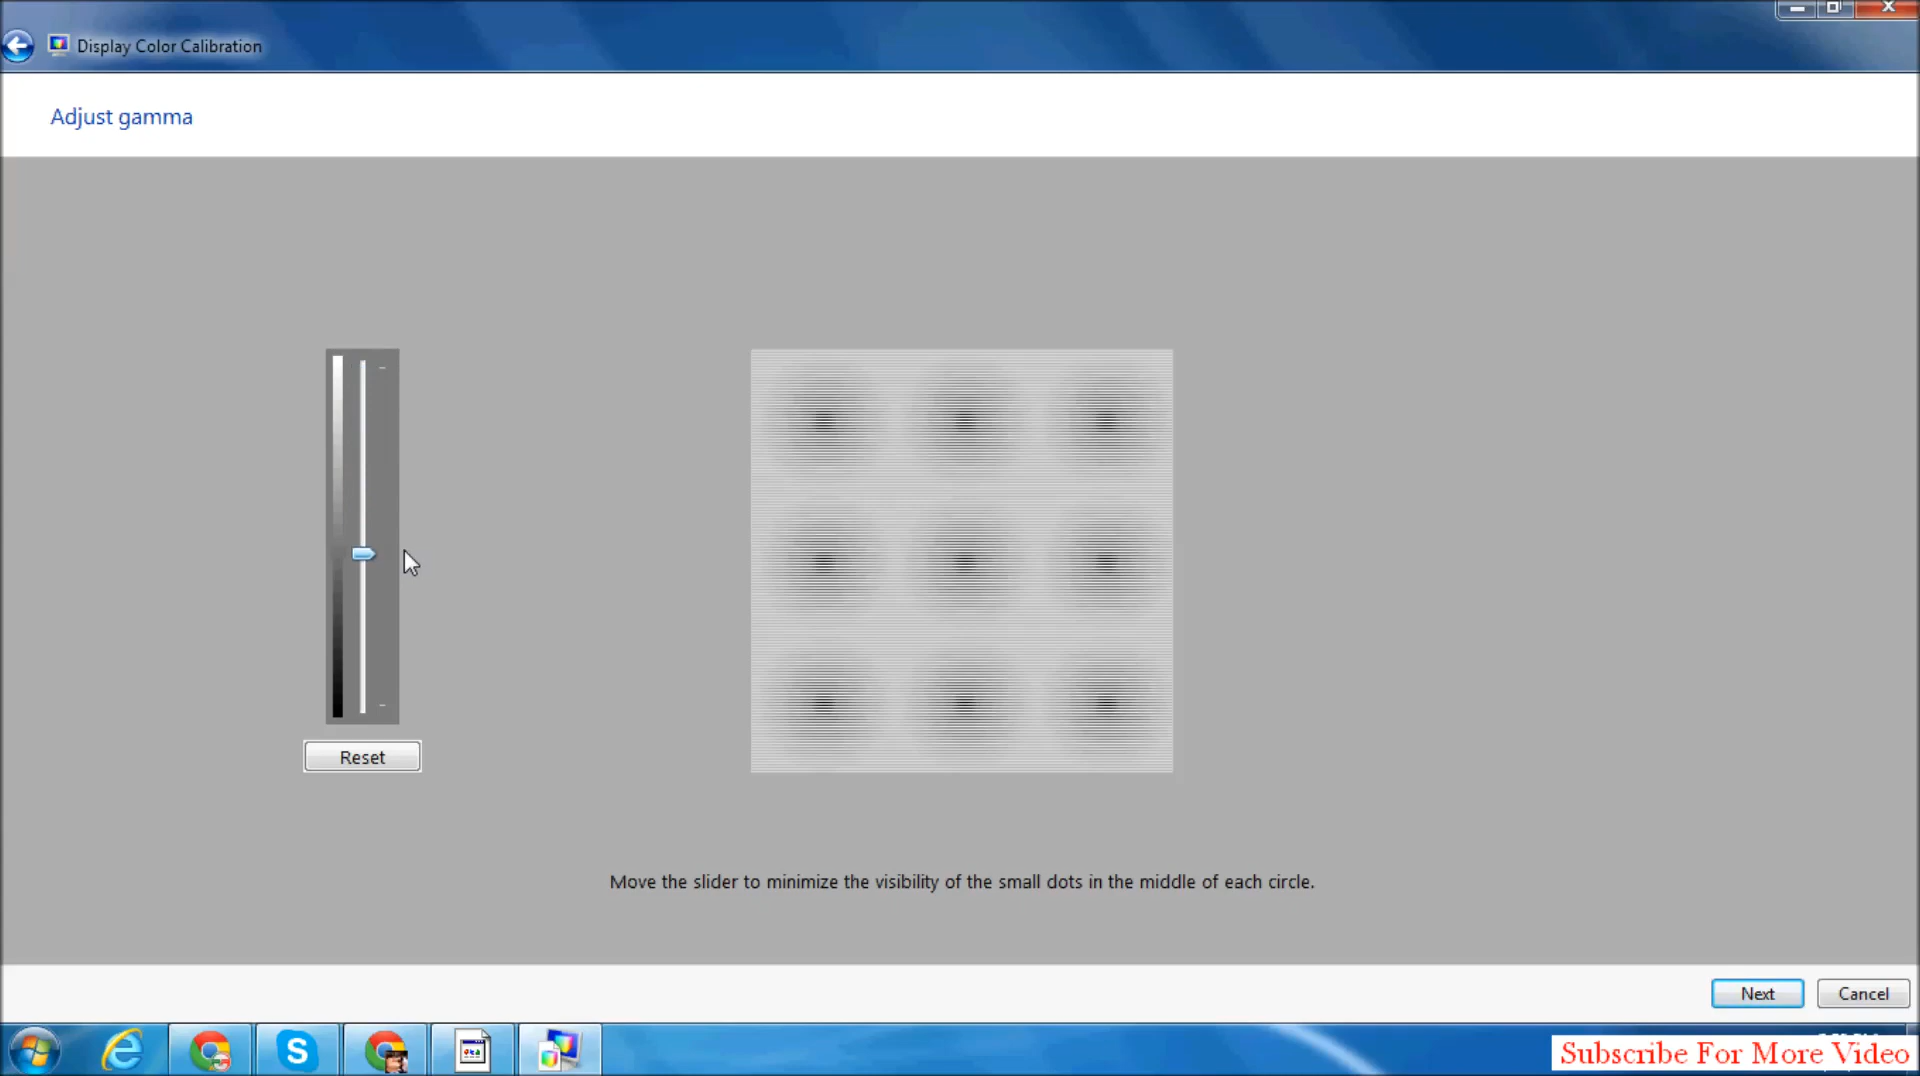 Display Color Calibration
Adjust gamma
Reset
Move the slider to minimize the visibility of the small dots in the middle of each circle.
Next
Cancel
Subscribe For More Video